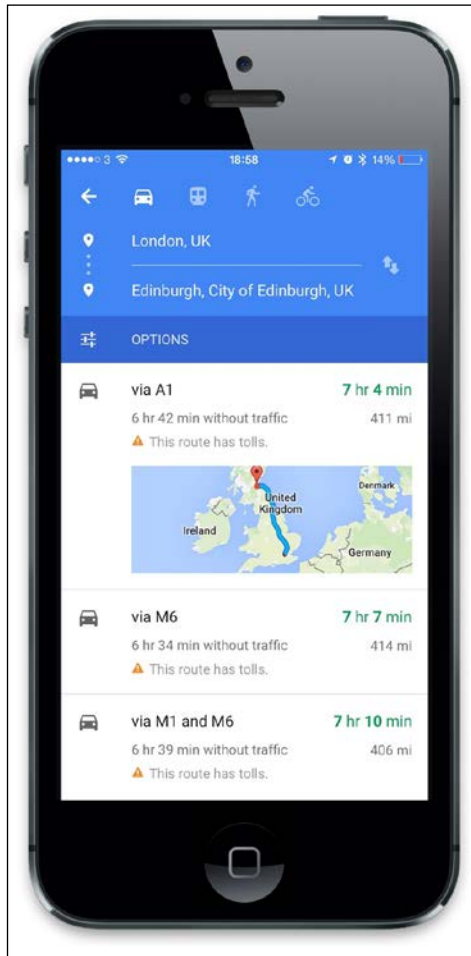 3 18:58 14%
London, UK
Edinburgh, City of Edinburgh, UK
OPTIONS
via A1 7 hr 4 min
6 hr 42 min without traffic 411 mi
This route has tolls.
United
Kingdom
Denmark
Ireland
Germany
via M6 7 hr 7 min
6 hr 34 min without traffic 414 mi
This route has tolls.
via M1 and M6 7 hr 10 min
6 hr 39 min without traffic 406 mi
This route has tolls.